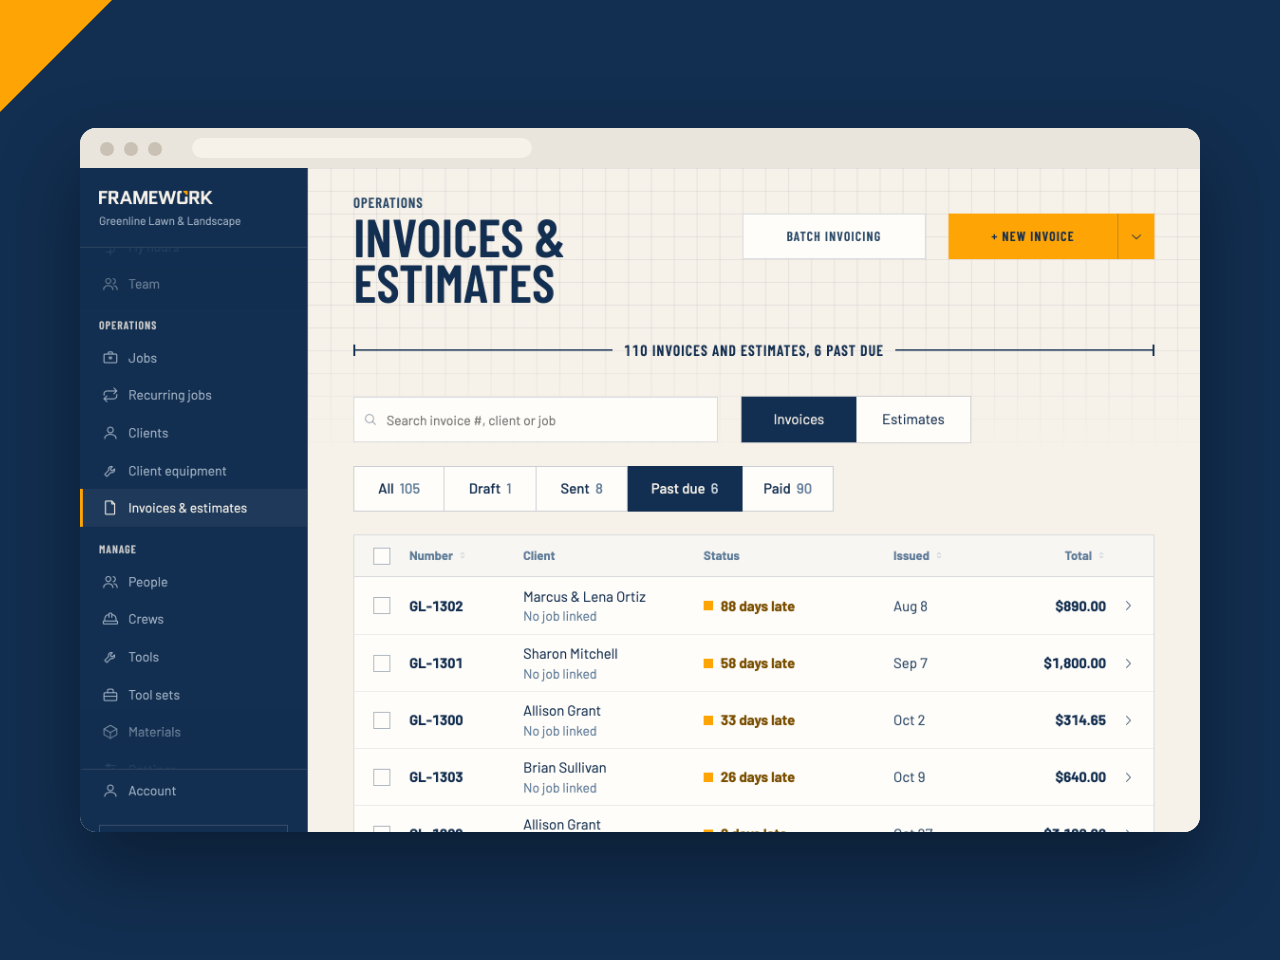 FRAMEWORK
Greenline Lawn & Landscape
Team
OPERATIONS
Jobs
Recurring jobs
Clients
Client equipment
Invoices & estimates
MANAGE
People
Crews
Tools
Tool sets
Materials
Account
OPERATIONS
INVOICES &
ESTIMATES
BATCH INVOICING
+ NEW INVOICE
110 INVOICES AND ESTIMATES, 6 PAST DUE
Search invoice #, client or job
Invoices Estimates
All 105 Draft 1 Sent 8 Past due 6 Paid 90
Number Client Status Issued Total
GL-1302 Marcus & Lena Ortiz 88 days late Aug 8 $890.00
No job linked
GL-1301 Sharon Mitchell 58 days late Sep 7 $1,800.00
No job linked
GL-1300 Allison Grant 33 days late Oct 2 $314.65
No job linked
GL-1303 Brian Sullivan 26 days late Oct 9 $640.00
No job linked
Allison Grant